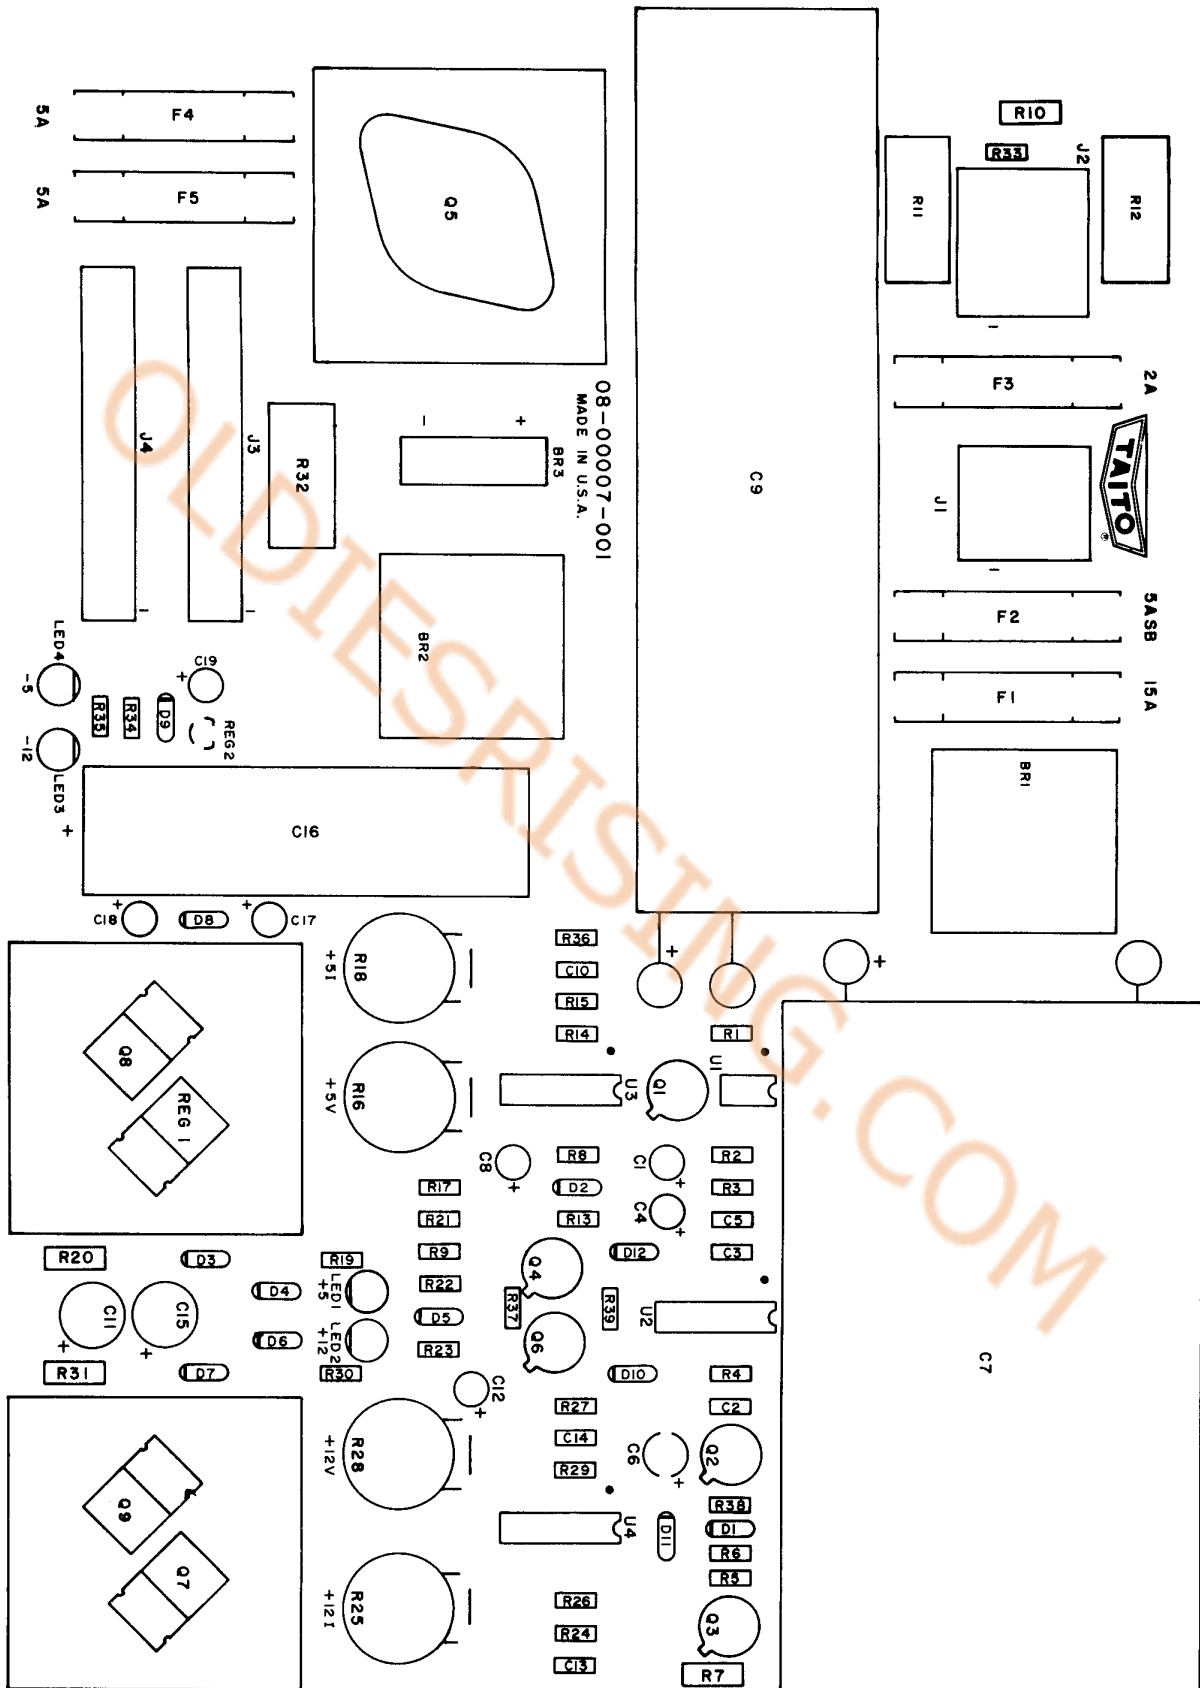 R10
R33
J2
R11
R12
F4
5A
F5
5A
Q5
F3
2A
TAITO
®
C9
J1
08-00007-001
MADE IN U.S.A.
BR3
+
-
R32
J3
J4
F2
5ASB
F1
15A
BR2
BR1
LED4
-5
C19
+
R35
R34
D9
REG2
-12
LED3
+
C16
C18
+
D8
+
C17
R18
+5I
R36
C10
R15
R14
+
+
R1
U1
Q8
REG 1
R16
+5V
U3
Q1
C8
+
R8
C1
+
R2
R17
D2
R3
R21
R13
C4
+
C5
R20
D3
R19
R9
Q4
D12
C3
LED1
+5
D4
R22
R37
R39
U2
C11
+
C15
+
D5
D6
LED2
+12
R23
Q6
R31
D7
R30
C12
+
D10
R4
C7
R27
C2
R28
+12V
C14
C6
+
Q2
R29
Q9
R38
U4
D11
D1
R6
Q7
R5
R25
+12I
R26
Q3
R24
C13
R7
OLDIESRISING.COM